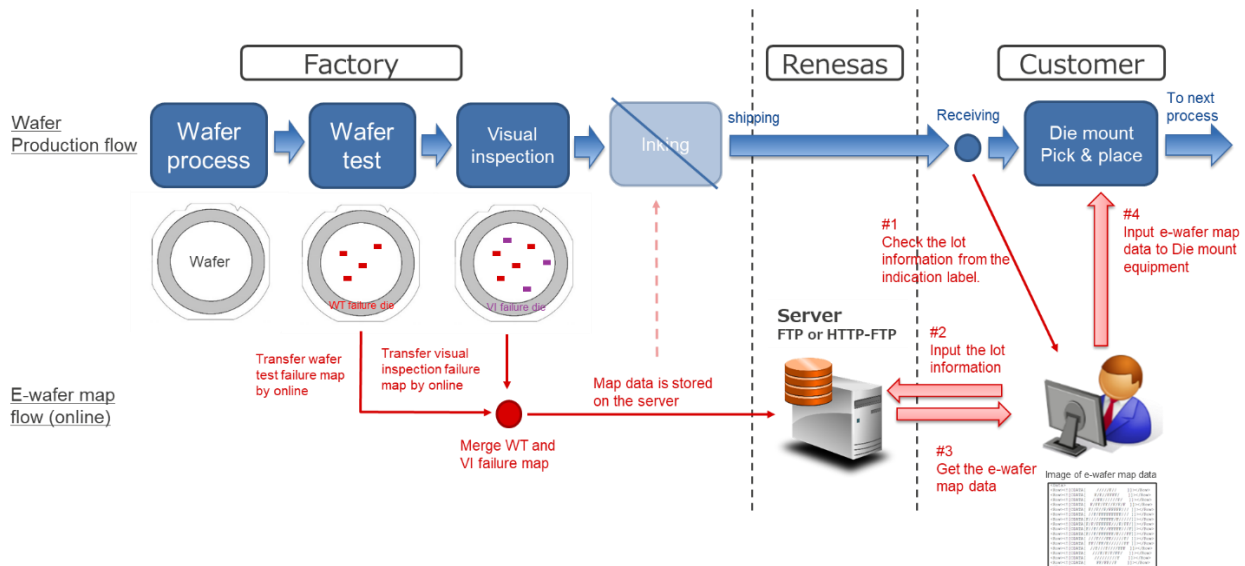 Factory
Renesas
Customer
Wafer
Production flow
Wafer
process
Wafer
test
Visual
inspection
Inking
shipping
Receiving
Die mount
Pick & place
To next
process
Wafer
WT failure die
VI failure die
#1
Check the lot
information from the
indication label.
#4
Input e-wafer map
data to Die mount
equipment
Server
FTP or HTTP-FTP
#2
Input the lot
information
Transfer wafer
test failure map
by online
Transfer visual
inspection failure
map by online
Map data is stored
on the server
E-wafer map
flow (online)
Merge WT and
VI failure map
#3
Get the e-wafer
map data
Image of e-wafer map data